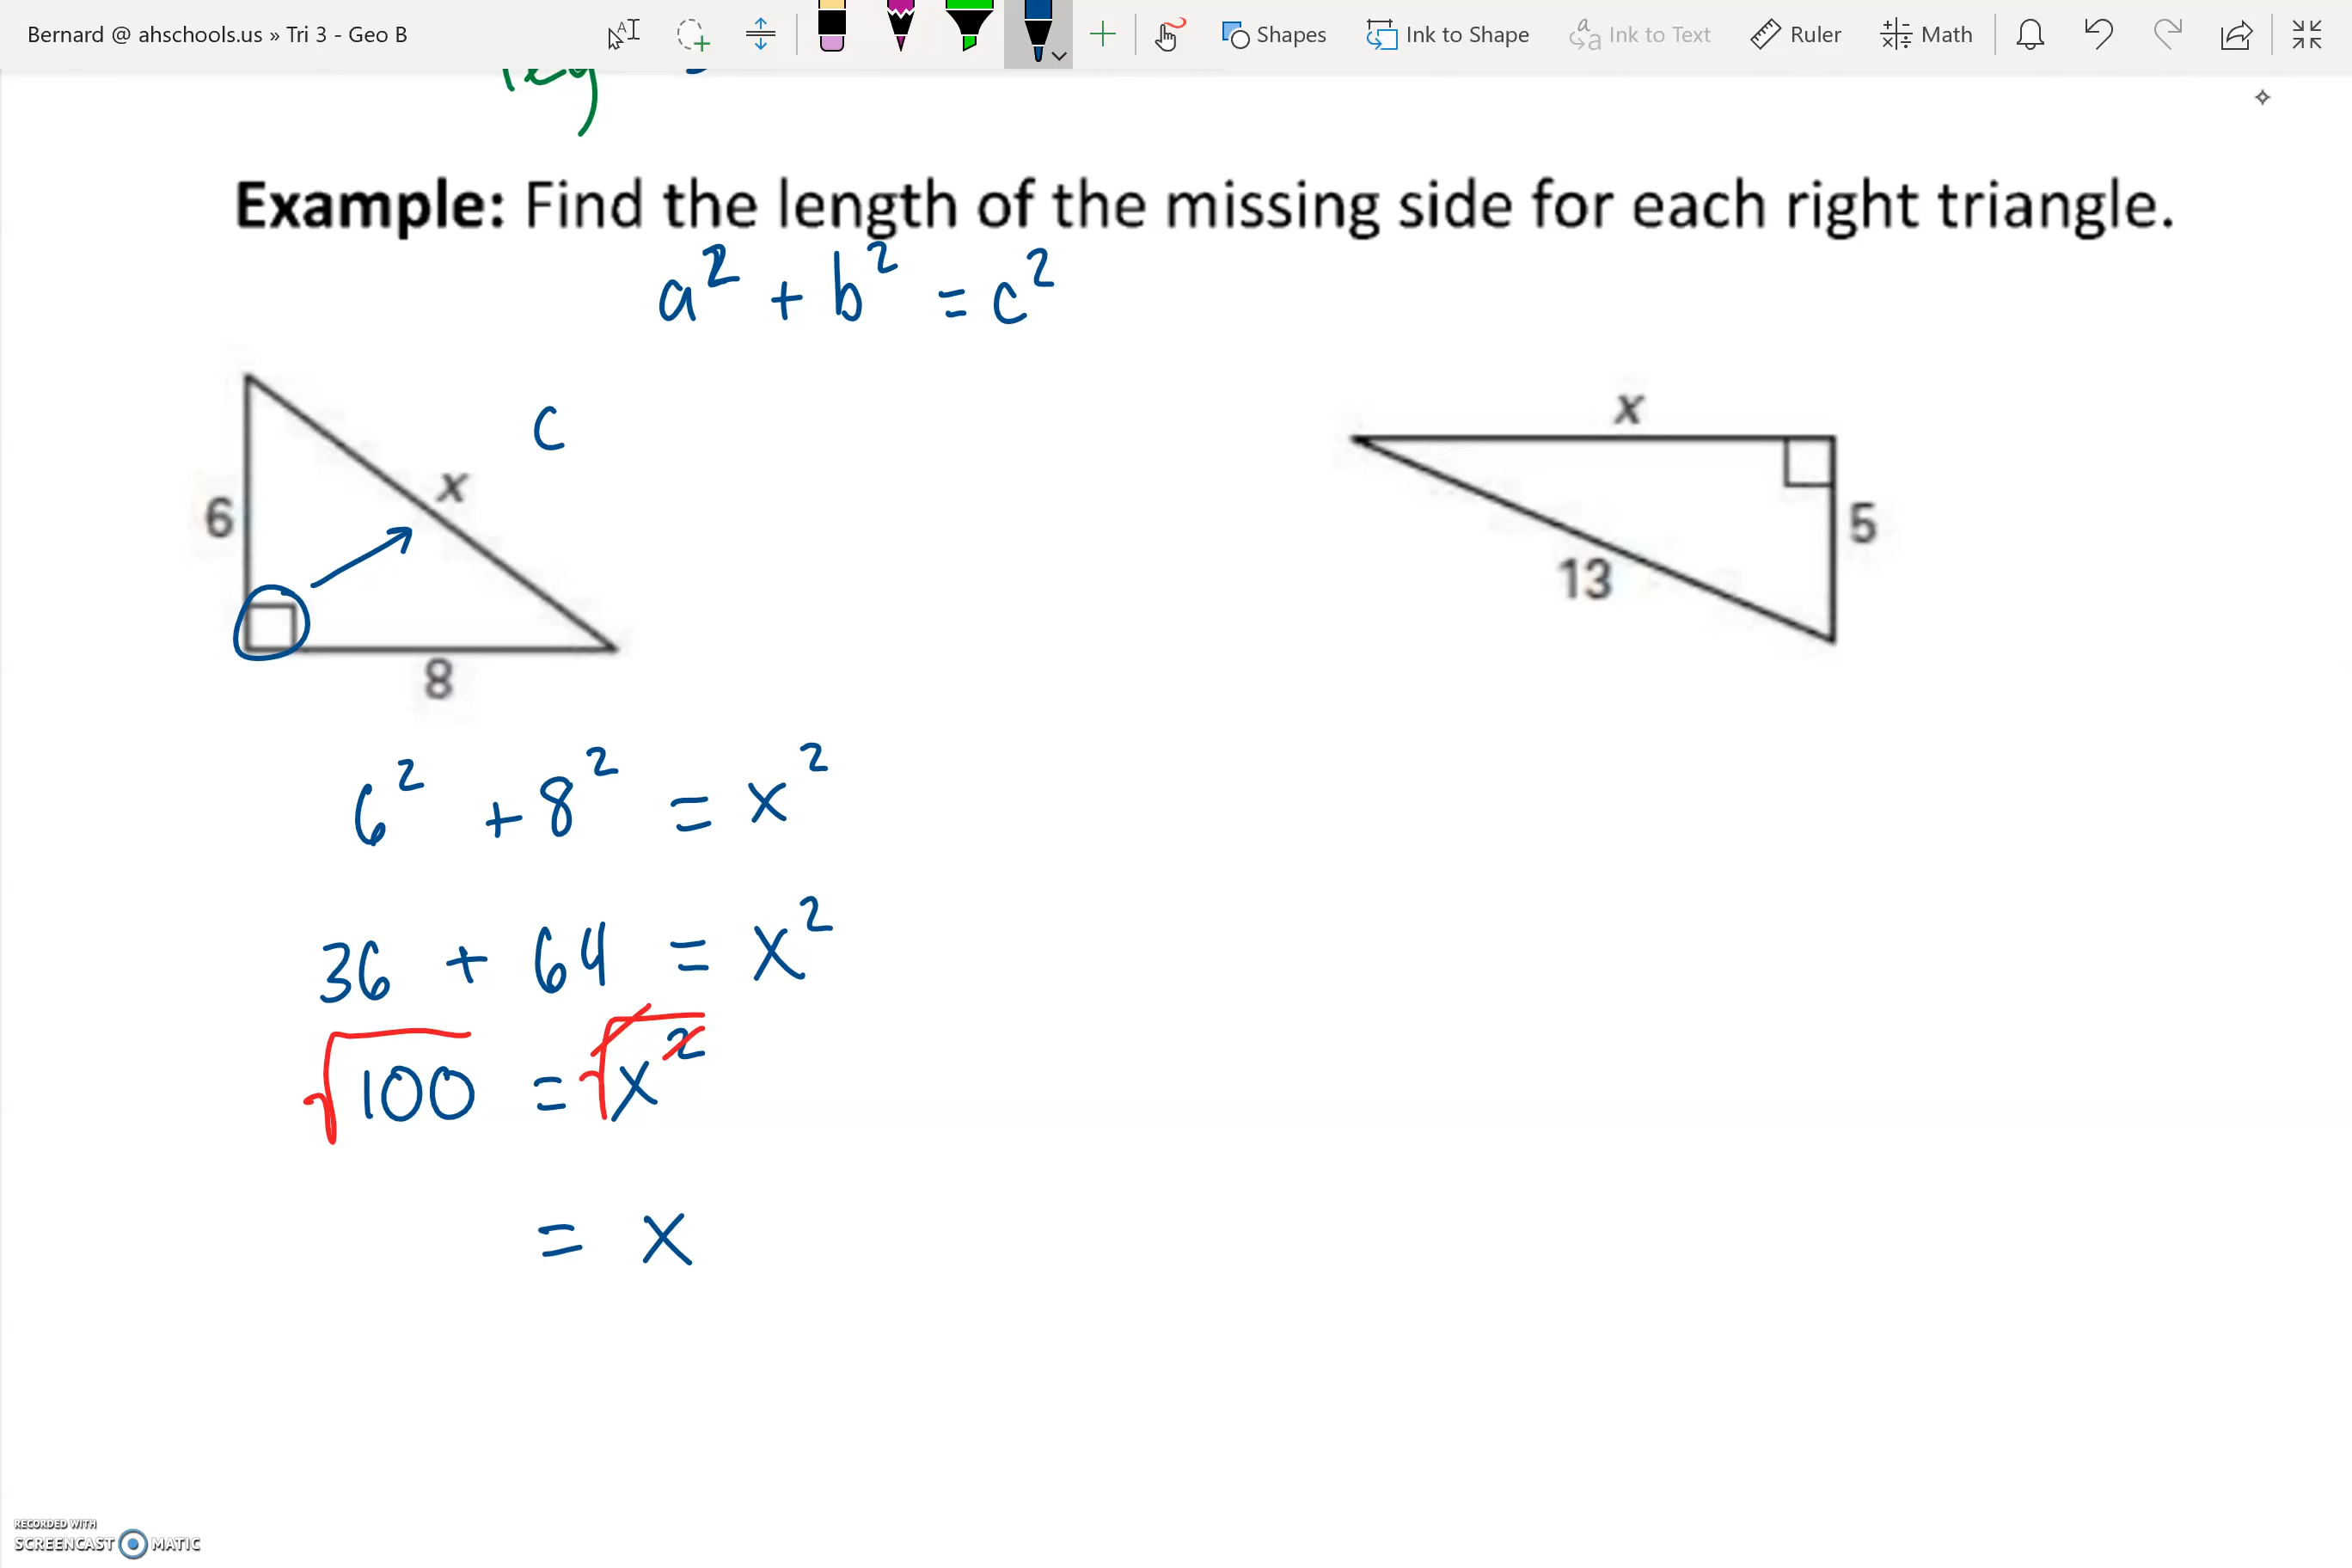 Bernard @ ahschools.us » Tri 3 - Geo B
Shapes
Ink to Shape
Ink to Text
Ruler
Math
leg
Example: Find the length of the missing side for each right triangle.
a² + b² = c²
c
x
6
8
x
5
13
6² + 8² = x²
36 + 64 = x²
√100 = √x²
= x
RECORDED WITH
SCREENCAST MATIC